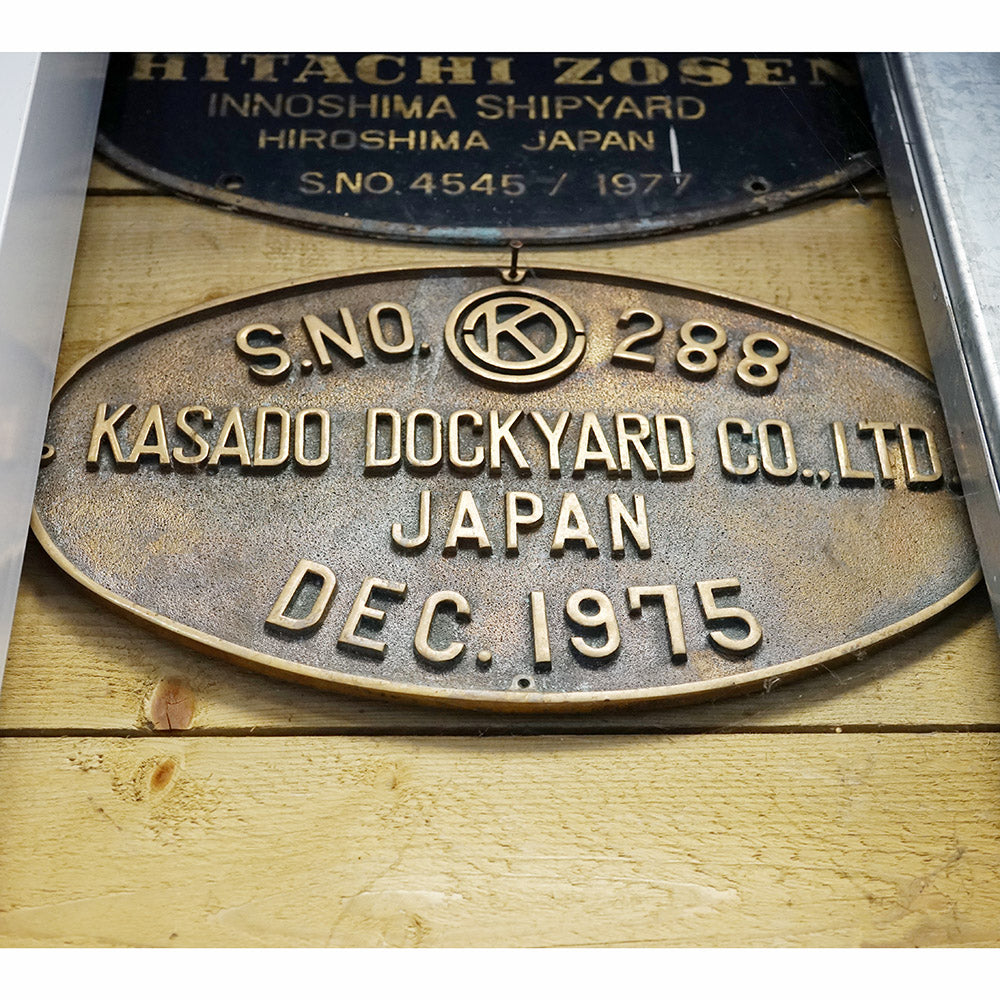 HITACHI ZOSEN
INNOSHIMA SHIPYARD
HIROSHIMA JAPAN
S.NO. 4545 / 1977
S.NO. K 288
KASADO DOCKYARD CO.,LTD.
JAPAN
DEC. 1975